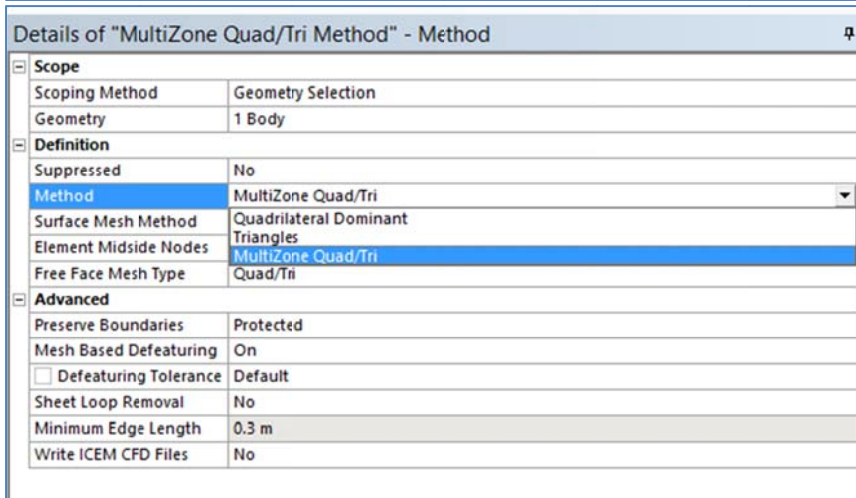 Details of "MultiZone Quad/Tri Method" - Method
Scope
Scoping Method Geometry Selection
Geometry 1 Body
Definition
Suppressed No
Method MultiZone Quad/Tri
Surface Mesh Method Quadrilateral Dominant
Triangles
Element Midside Nodes MultiZone Quad/Tri
Free Face Mesh Type Quad/Tri
Advanced
Preserve Boundaries Protected
Mesh Based Defeaturing On
Defeaturing Tolerance Default
Sheet Loop Removal No
Minimum Edge Length 0.3 m
Write ICEM CFD Files No